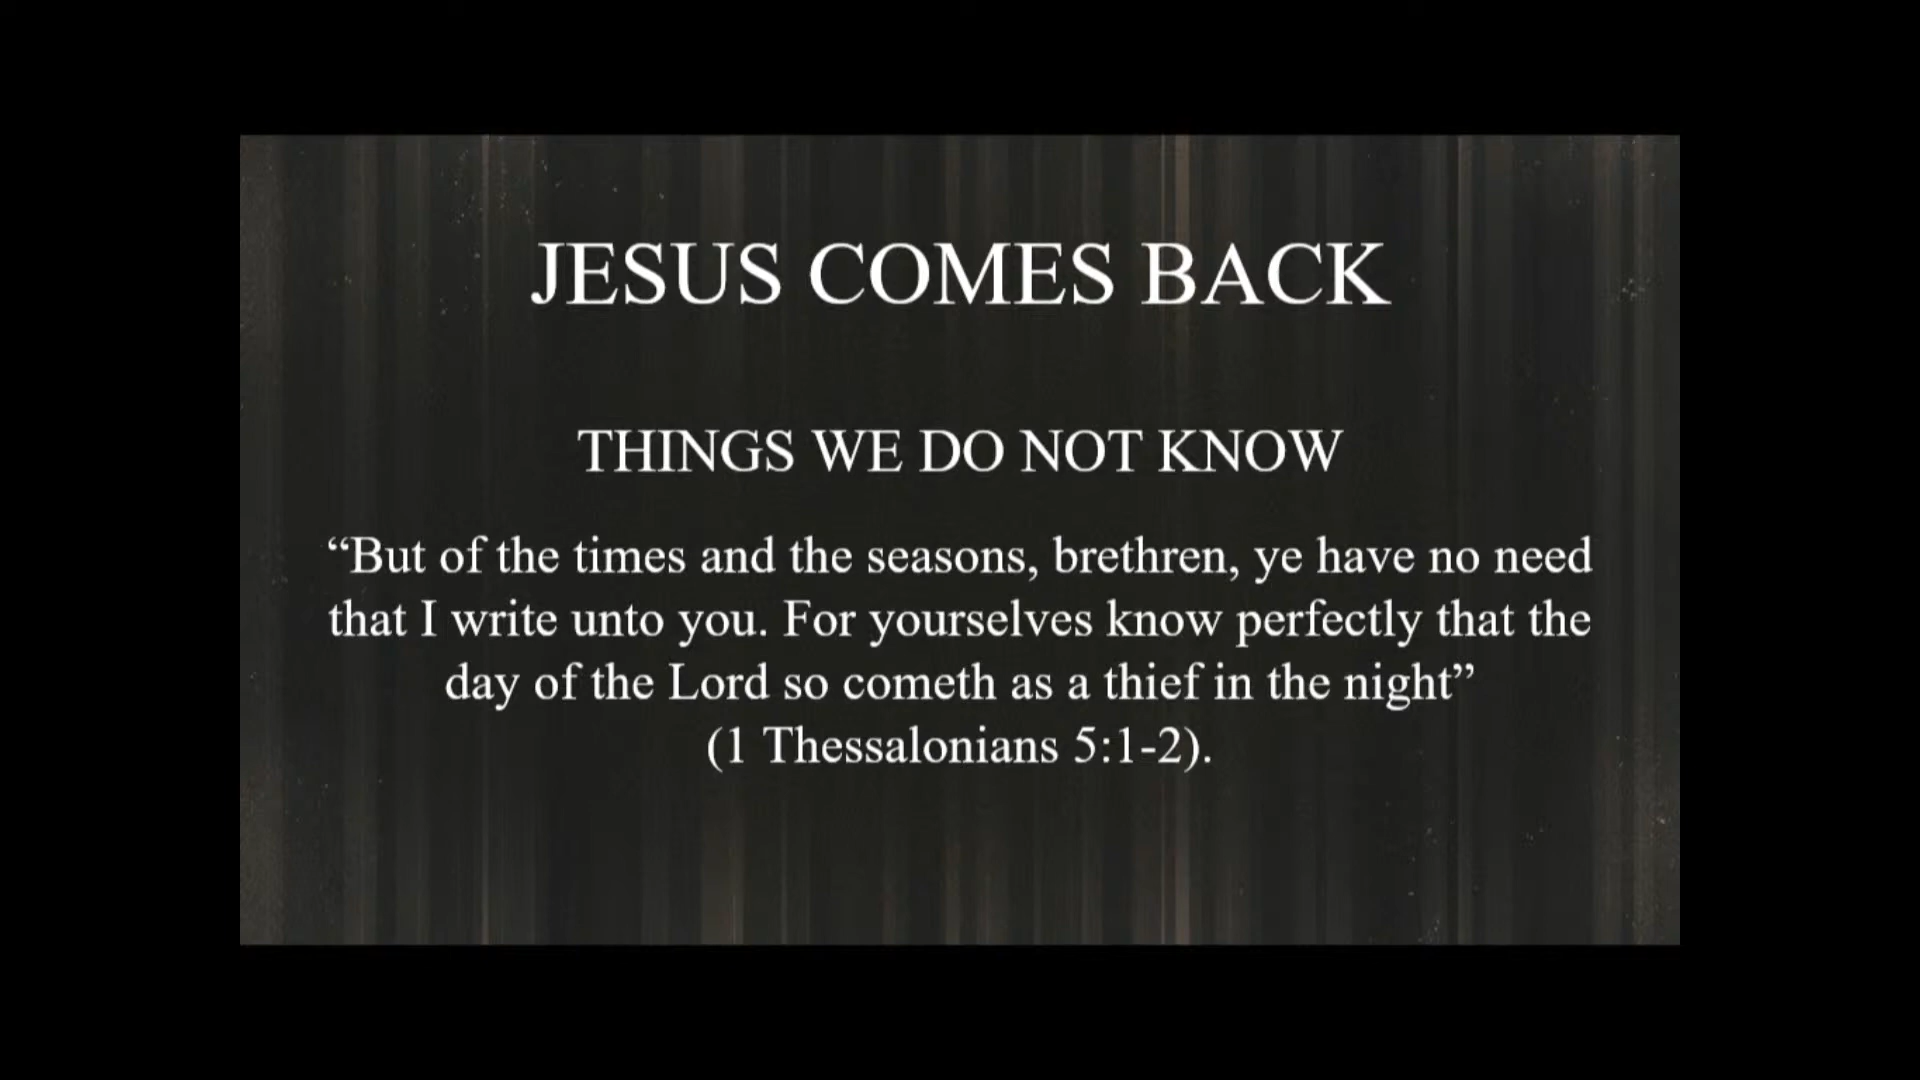 JESUS COMES BACK
THINGS WE DO NOT KNOW
“But of the times and the seasons, brethren, ye have no need
that I write unto you. For yourselves know perfectly that the
day of the Lord so cometh as a thief in the night”
(1 Thessalonians 5:1-2).